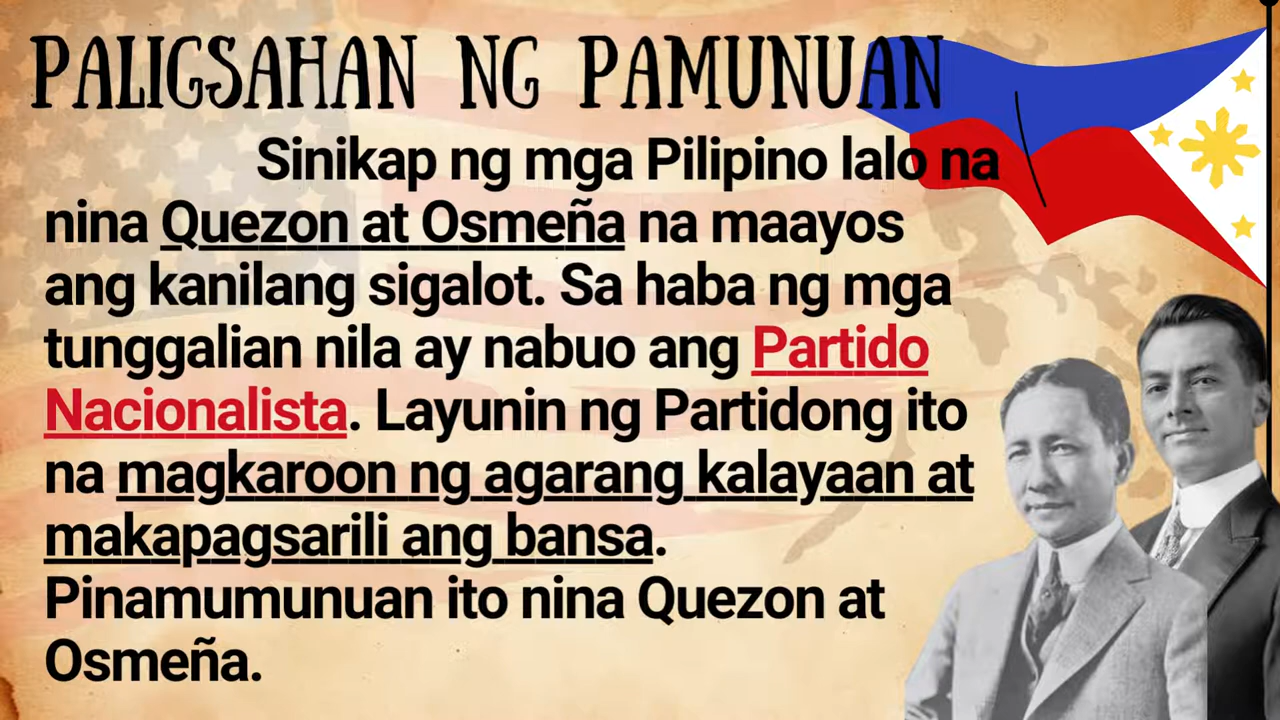 PALIGSAHAN NG PAMUNUAN
Sinikap ng mga Pilipino lalo na
nina Quezon at Osmeña na maayos
ang kanilang sigalot. Sa haba ng mga
tunggalian nila ay nabuo ang Partido
Nacionalista. Layunin ng Partidong ito
na magkaroon ng agarang kalayaan at
makapagsarili ang bansa.
Pinamumunuan ito nina Quezon at
Osmeña.